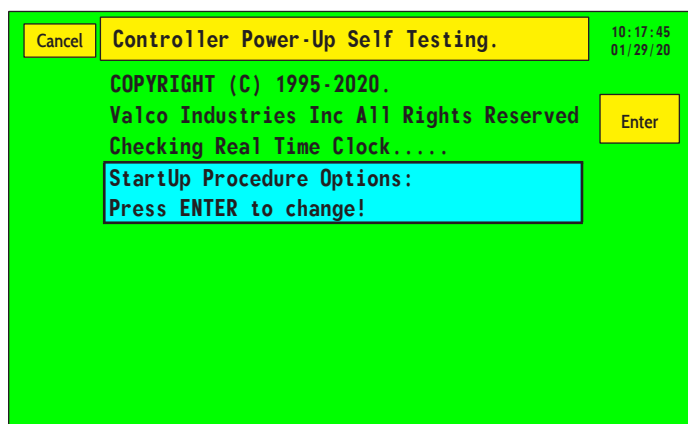 Cancel
Controller Power-Up Self Testing.
10:17:45
01/29/20
COPYRIGHT (C) 1995-2020.
Valco Industries Inc All Rights Reserved
Enter
Checking Real Time Clock.....
StartUp Procedure Options:
Press ENTER to change!